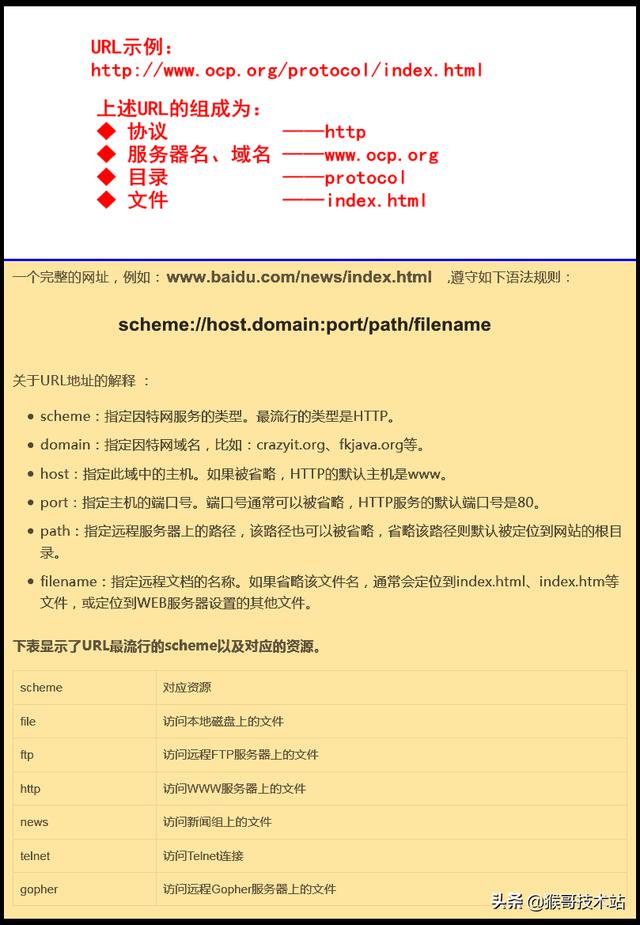 URL示例：
http://www.ocp.org/protocol/index.html
上述URL的组成为：
◆ 协议 ——http
◆ 服务器名、域名 ——www.ocp.org
◆ 目录 ——protocol
◆ 文件 ——index.html
一个完整的网址，例如：www.baidu.com/news/index.html ,遵守如下语法规则：
scheme://host.domain:port/path/filename
关于URL地址的解释 ：
● scheme：指定因特网服务的类型。最流行的类型是HTTP。
● domain：指定因特网域名，比如：crazyit.org、fkjava.org等。
● host：指定此域中的主机。如果被省略，HTTP的默认主机是www。
● port：指定主机的端口号。端口号通常可以被省略，HTTP服务的默认端口号是80。
● path：指定远程服务器上的路径，该路径也可以被省略，省略该路径则默认被定位到网站的根目
录。
● filename：指定远程文档的名称。如果省略该文件名，通常会定位到index.html、index.htm等
文件，或定位到WEB服务器设置的其他文件。
下表显示了URL最流行的scheme以及对应的资源。
scheme 对应资源
file 访问本地磁盘上的文件
ftp 访问远程FTP服务器上的文件
http 访问WWW服务器上的文件
news 访问新闻组上的文件
telnet 访问Telnet连接
gopher 访问远程Gopher服务器上的文件
头条 @猴哥技术站